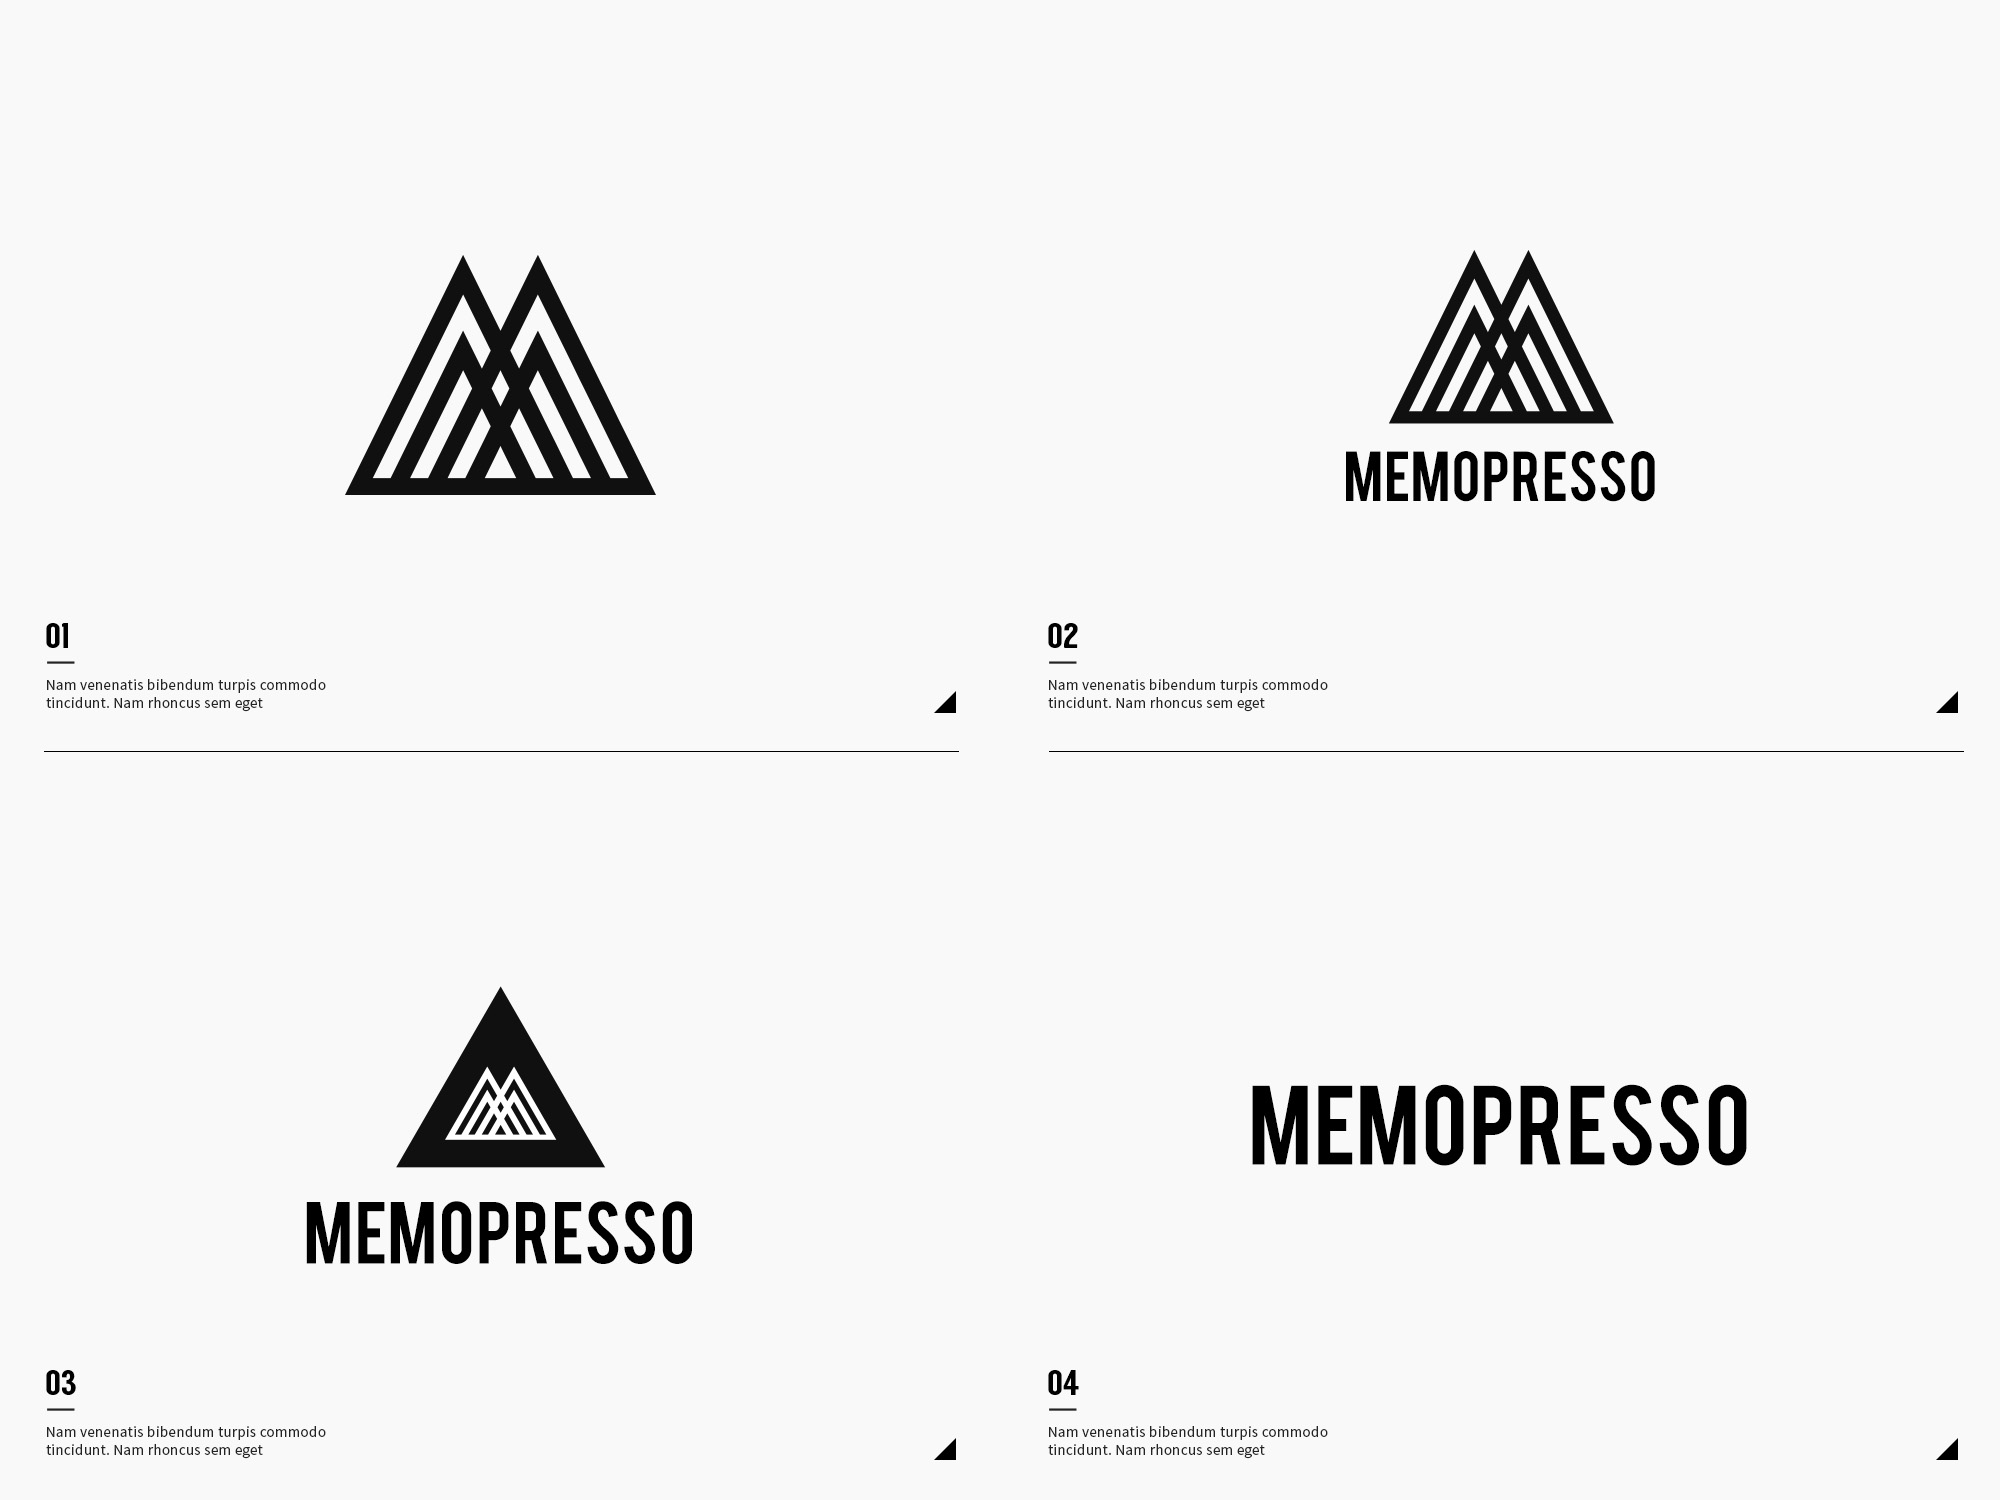 MEMOPRESSO
01
Nam venenatis bibendum turpis commodo
tincidunt. Nam rhoncus sem eget
02
Nam venenatis bibendum turpis commodo
tincidunt. Nam rhoncus sem eget
MEMOPRESSO
MEMOPRESSO
03
Nam venenatis bibendum turpis commodo
tincidunt. Nam rhoncus sem eget
04
Nam venenatis bibendum turpis commodo
tincidunt. Nam rhoncus sem eget